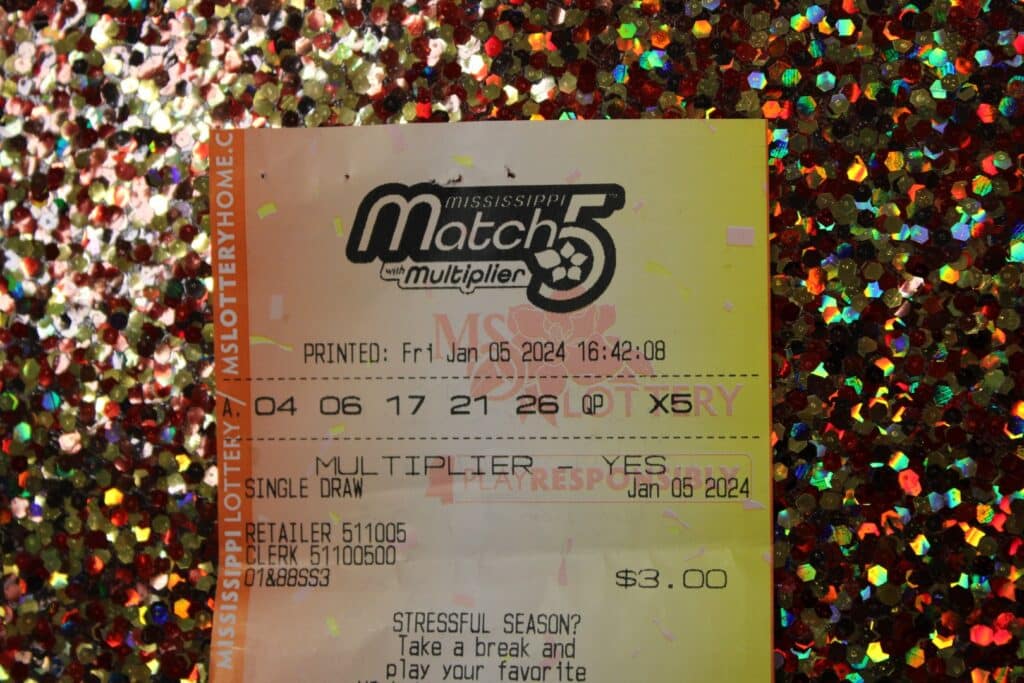 MISSISSIPPI
Match 5
with Multiplier
MS
LOTTERY
PRINTED: Fri Jan 05 2024 16:42:08
A. 04 06 17 21 26 QP X5
MULTIPLIER - YES
PLAY RESPONSIBLY
SINGLE DRAW Jan 05 2024
RETAILER 511005
CLERK 51100500
01&88SS3
$3.00
STRESSFUL SEASON?
Take a break and
play your favorite
MISSISSIPPI LOTTERY / MSLOTTERYHOME.C